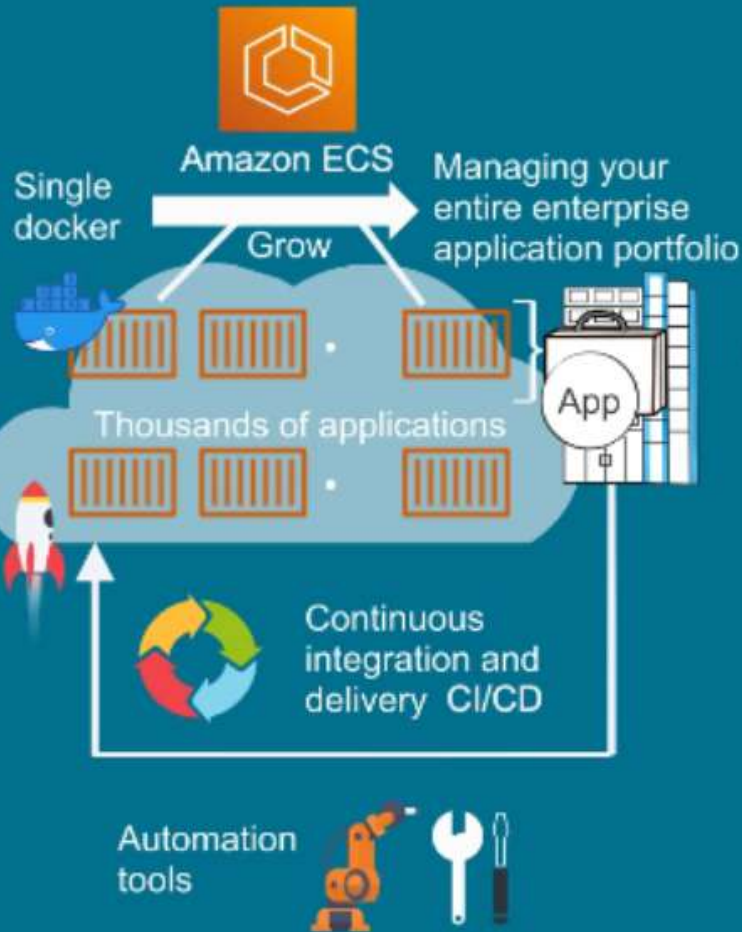 Amazon ECS
Single
docker
Managing your
entire enterprise
application portfolio
Grow
App
Thousands of applications
Continuous
integration and
delivery CI/CD
Automation
tools